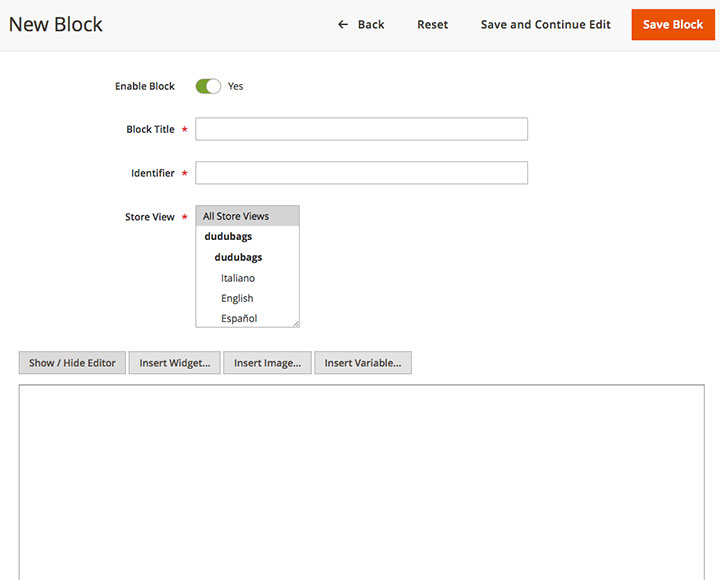 New Block
← Back Reset Save and Continue Edit Save Block
Enable Block Yes
Block Title *
Identifier *
Store View * All Store Views
dudubags
dudubags
Italiano
English
Español
Show / Hide Editor Insert Widget... Insert Image... Insert Variable...